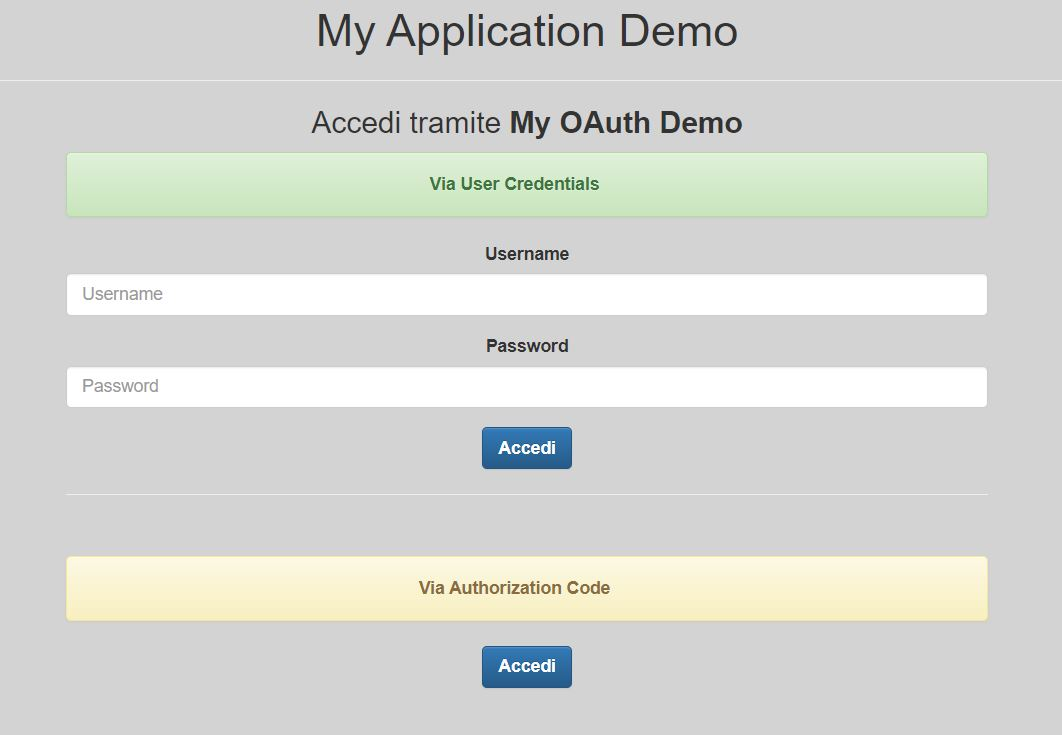 My Application Demo
Accedi tramite My OAuth Demo
Via User Credentials
Username
Username
Password
Password
Accedi
Via Authorization Code
Accedi